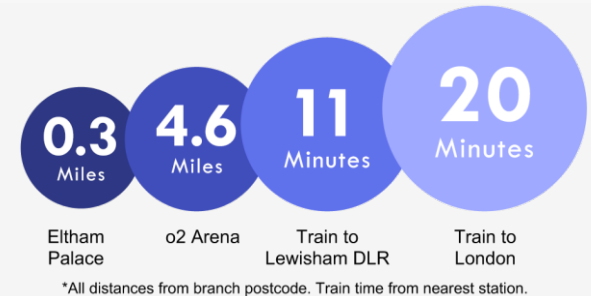 0.3
Miles
4.6
Miles
11
Minutes
20
Minutes
Eltham
Palace
o2 Arena
Train to
Lewisham DLR
Train to
London
*All distances from branch postcode. Train time from nearest station.